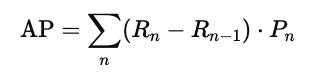 AP = ∑(Rₙ − Rₙ₋₁) · Pₙ
n